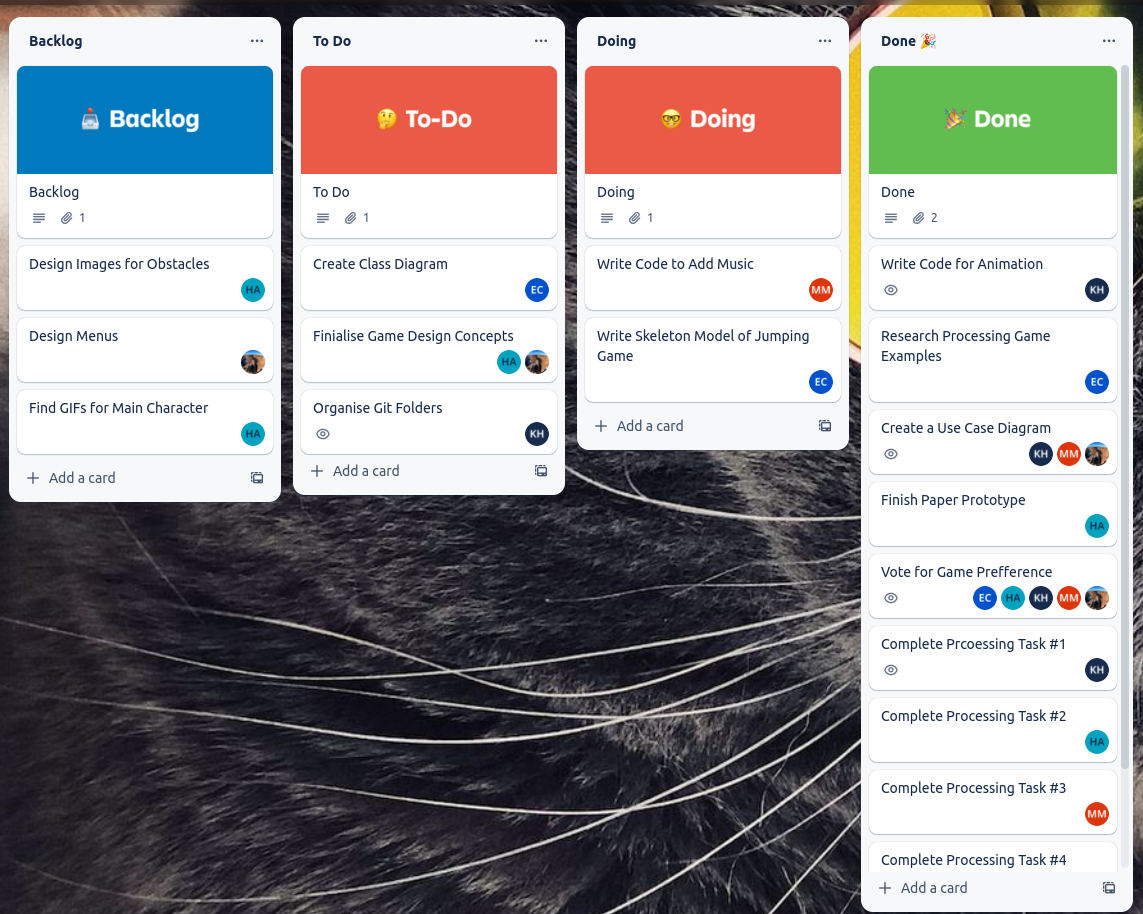 Backlog
Backlog
Backlog
1
Design Images for Obstacles
HA
Design Menus
Find GIFs for Main Character
HA
Add a card
To Do
To-Do
To Do
1
Create Class Diagram
EC
Finialise Game Design Concepts
HA
Organise Git Folders
KH
Add a card
Doing
Doing
Doing
1
Write Code to Add Music
MM
Write Skeleton Model of Jumping
Game
EC
Add a card
Done
Done
Done
2
Write Code for Animation
KH
Research Processing Game
Examples
EC
Create a Use Case Diagram
KH MM
Finish Paper Prototype
HA
Vote for Game Prefference
EC HA KH MM
Complete Prcoessing Task #1
KH
Complete Processing Task #2
HA
Complete Processing Task #3
MM
Complete Processing Task #4
Add a card